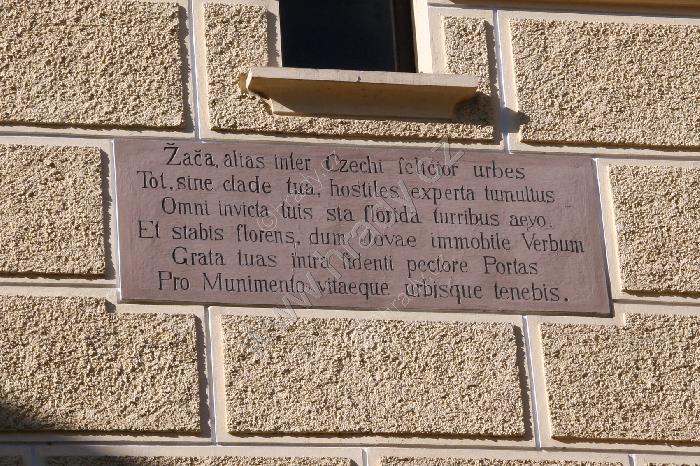 Žača, altas inter Czechi felicior urbes
Tot, sine clade tua, hostiles experta tumultus
Omni invicta tuis sta florida turribus aevo,
Et stabis florens, dum Jovae immobile Verbum
Grata tuas intra fidenti pectore Portas
Pro Munimento vitaeque urbisque tenebis.